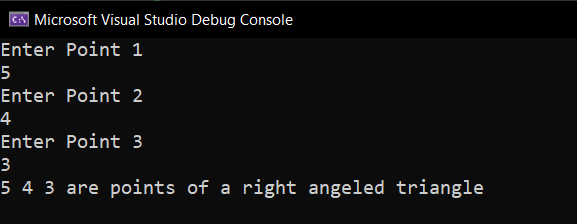 Microsoft Visual Studio Debug Console
Enter Point 1
5
Enter Point 2
4
Enter Point 3
3
5 4 3 are points of a right angeled triangle